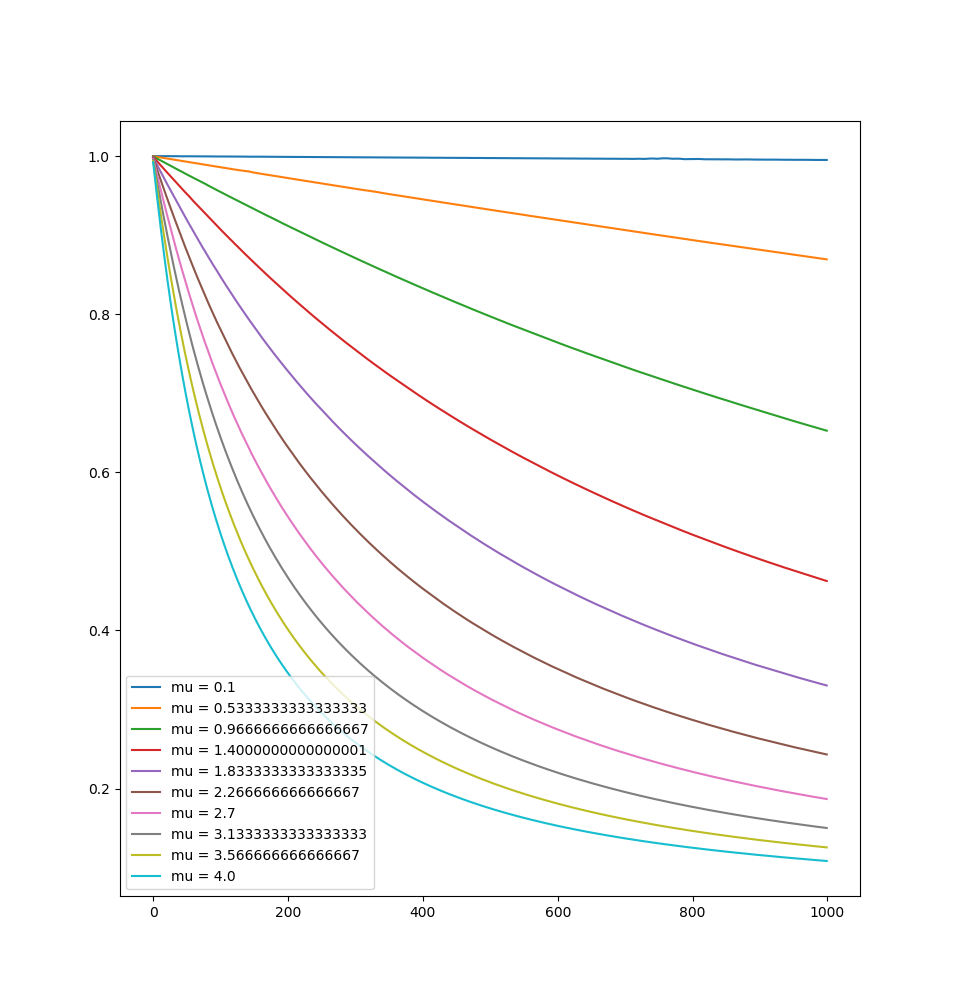 1.0
0.8
0.6
0.4
0.2
mu = 0.1
mu = 0.5333333333333333
mu = 0.9666666666666667
mu = 1.4000000000000001
mu = 1.8333333333333335
mu = 2.266666666666667
mu = 2.7
mu = 3.1333333333333333
mu = 3.566666666666667
mu = 4.0
0 200 400 600 800 1000